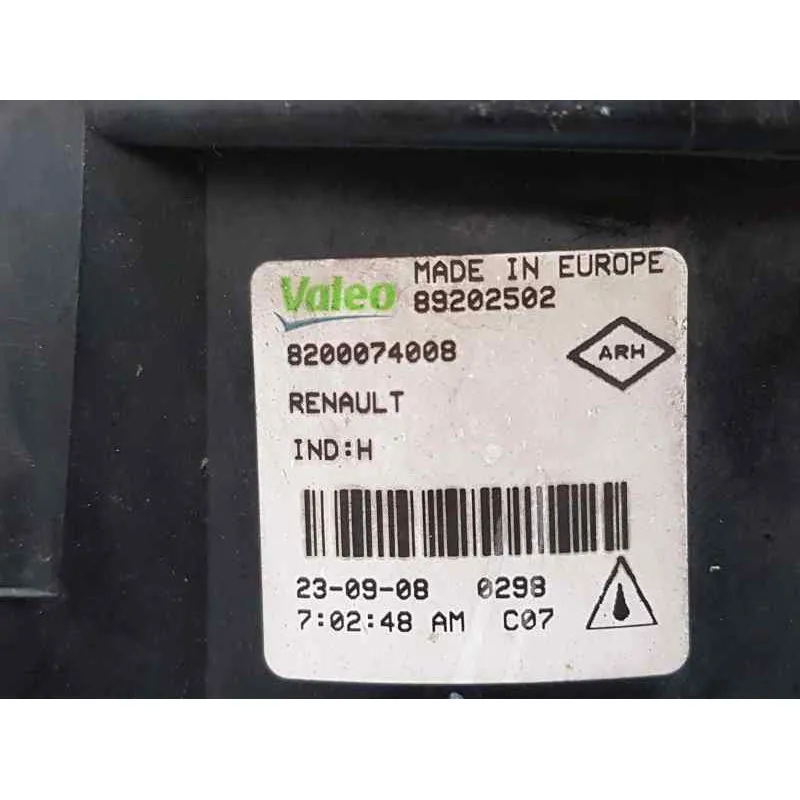 Valeo MADE IN EUROPE
89202502
8200074008
ARH
RENAULT
IND:H
23-09-08 0298
7:02:48 AM C07